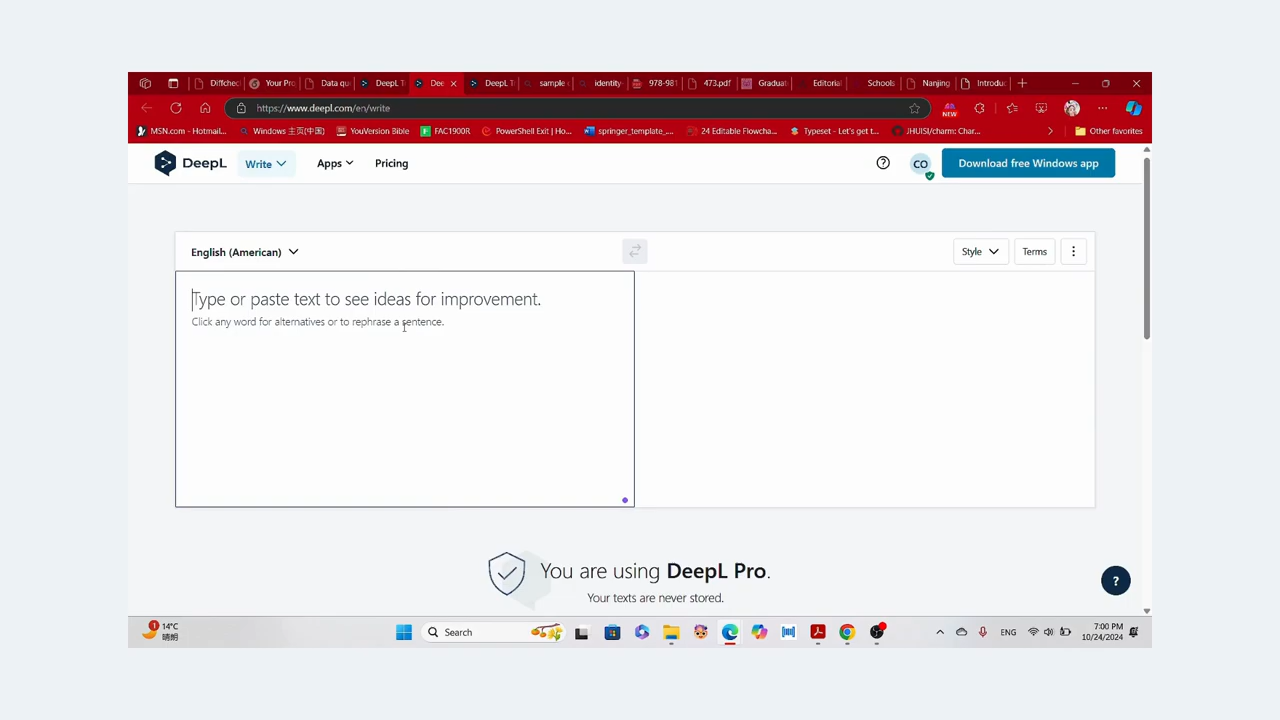 Diffchec
Your Pro
Data qu
DeepL T
Dee
DeepL T
sample
identity-
978-981
473.pdf
Graduat
Editorial
Schools
Nanjing
Introduc
https://www.deepl.com/en/write
NEW
MSN.com - Hotmail...
Windows 主页(中国)
YouVersion Bible
FAC1900R
PowerShell Exit | Ho...
springer_template_...
24 Editable Flowcha...
Typeset - Let's get t...
JHUISI/charm: Char...
Other favorites
DeepL
Write
Apps
Pricing
CO
Download free Windows app
English (American)
Style
Terms
Type or paste text to see ideas for improvement.
Click any word for alternatives or to rephrase a sentence.
You are using DeepL Pro.
Your texts are never stored.
?
1
14°C
晴朗
Search
ENG
7:00 PM
10/24/2024